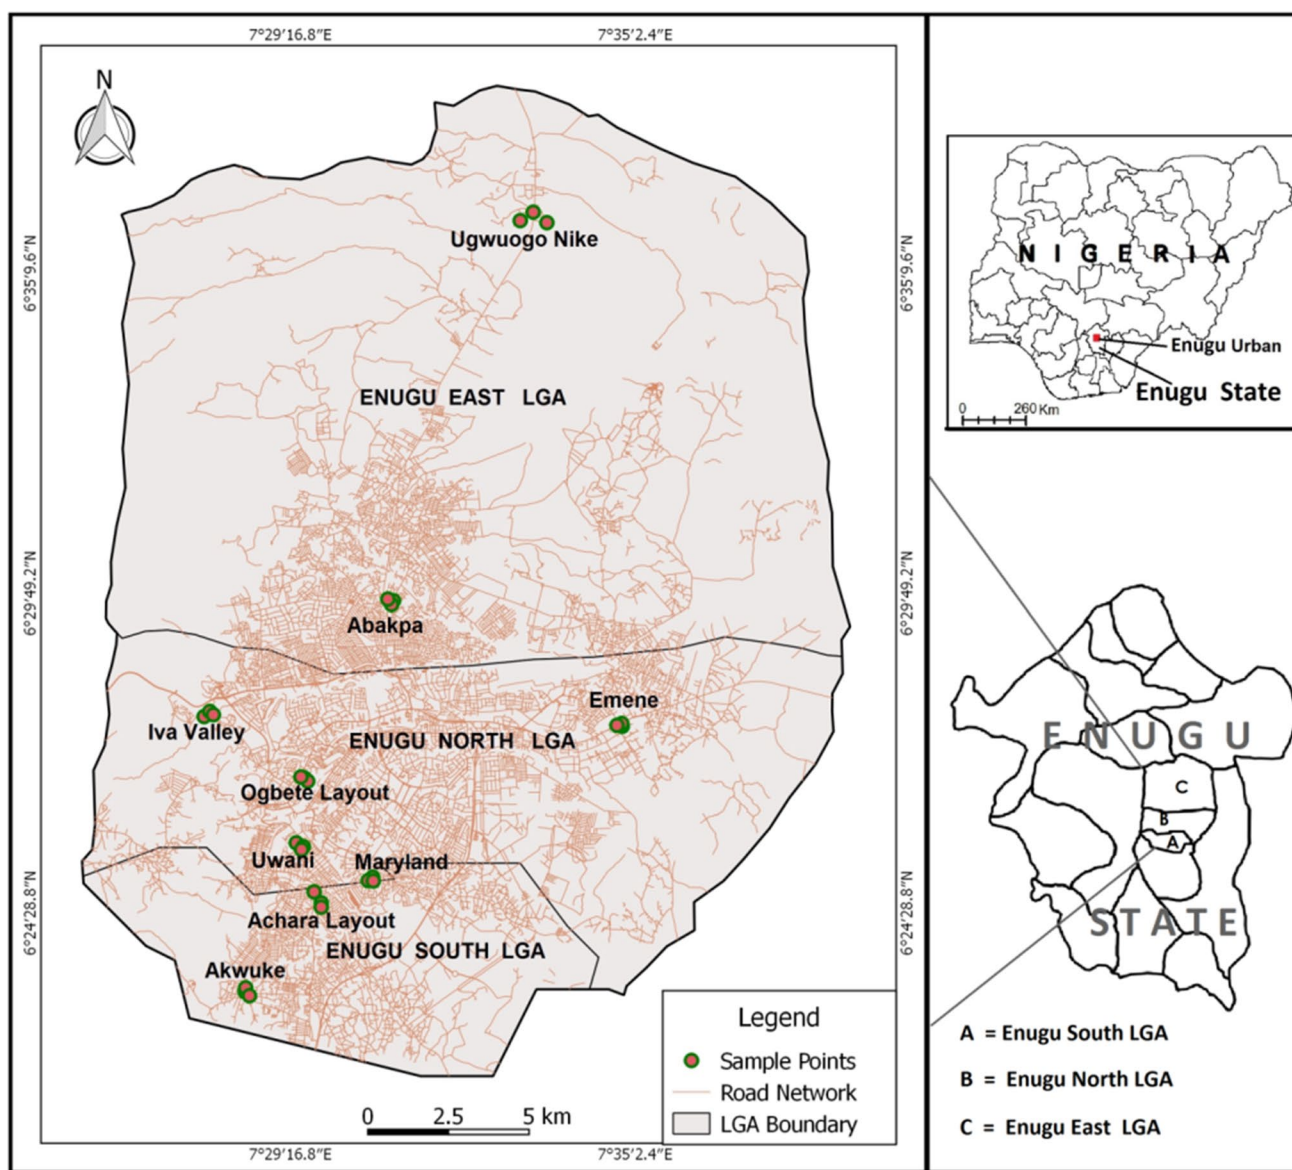 7°29′16.8″E
7°35′2.4″E
N
6°35′9.6″N
6°35′9.6″N
Ugwuogo Nike
ENUGU EAST LGA
6°29′49.2″N
6°29′49.2″N
Abakpa
Emene
Iva Valley
ENUGU NORTH LGA
Ogbete Layout
Uwani
Maryland
6°24′28.8″N
6°24′28.8″N
Achara Layout
ENUGU SOUTH LGA
Akwuke
Legend
Sample Points
Road Network
LGA Boundary
0 2.5 5 km
7°29′16.8″E
7°35′2.4″E
NIGERIA
Enugu Urban
Enugu State
0 260 Km
ENUGU
C
B
A
STATE
A = Enugu South LGA
B = Enugu North LGA
C = Enugu East LGA